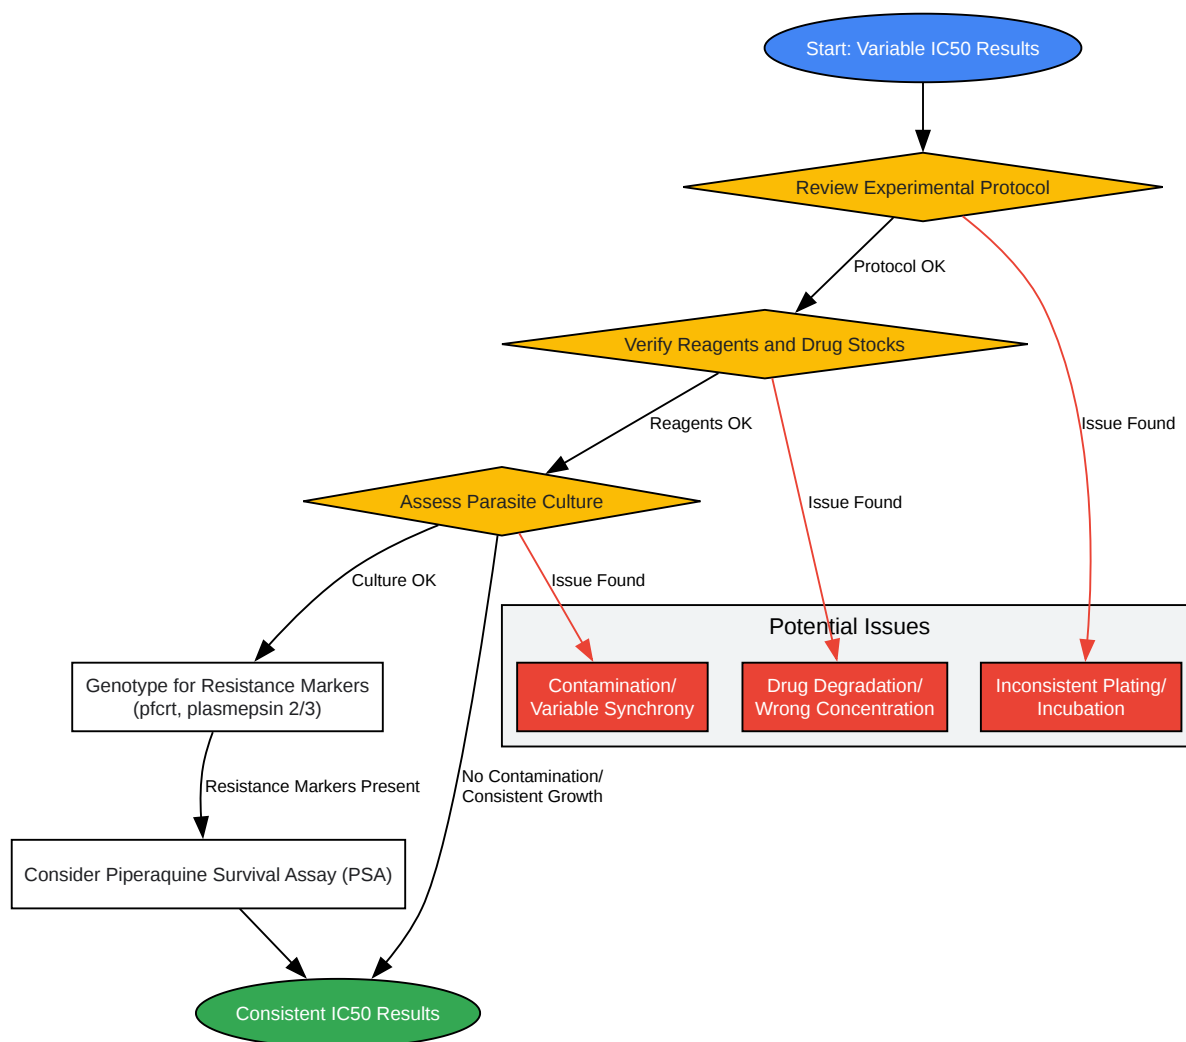 Start: Variable IC50 Results
Review Experimental Protocol
Protocol OK
Verify Reagents and Drug Stocks
Reagents OK
Issue Found
Assess Parasite Culture
Issue Found
Culture OK
Issue Found
Potential Issues
Genotype for Resistance Markers
(pfcrt, plasmepsin 2/3)
Contamination/
Variable Synchrony
Drug Degradation/
Wrong Concentration
Inconsistent Plating/
Incubation
Resistance Markers Present
No Contamination/
Consistent Growth
Consider Piperaquine Survival Assay (PSA)
Consistent IC50 Results